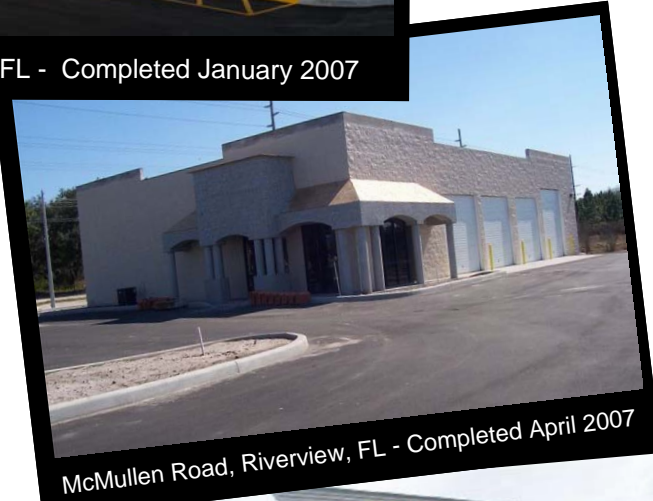 FL - Completed January 2007
McMullen Road, Riverview, FL - Completed April 2007